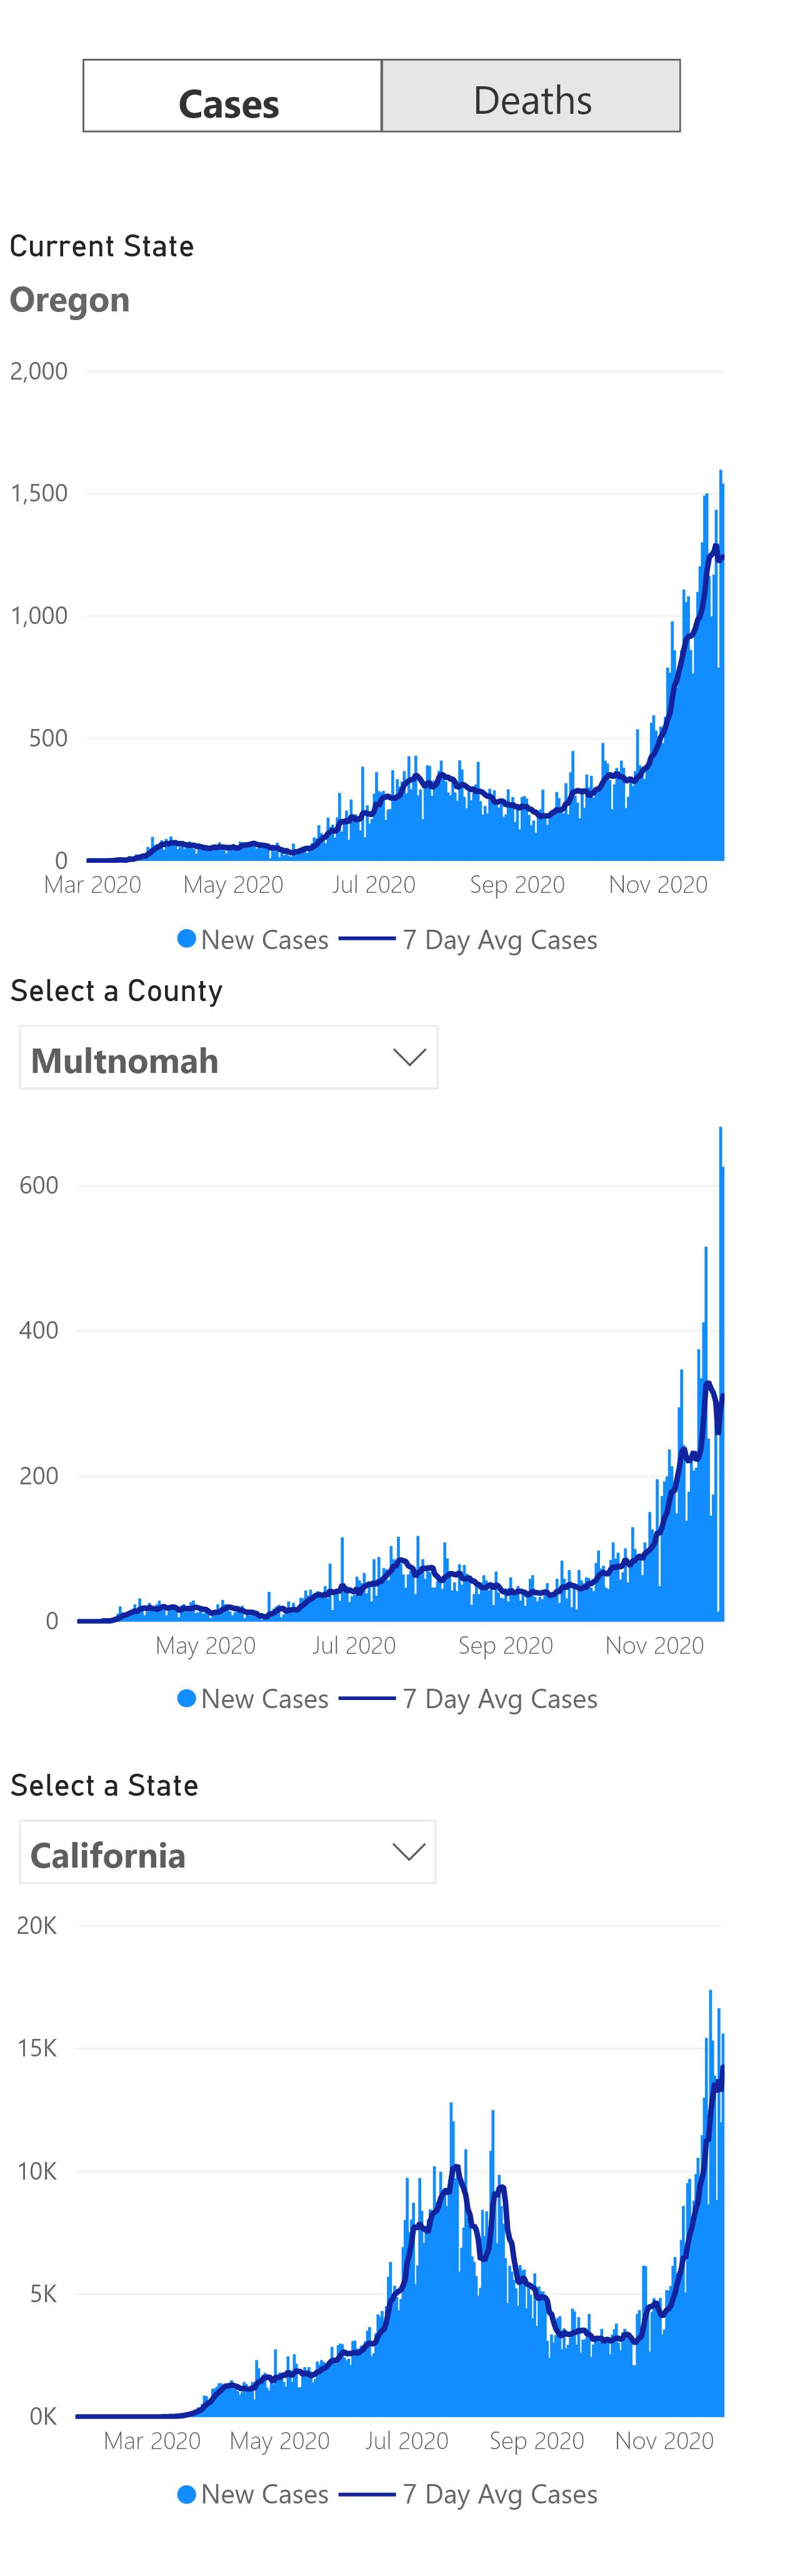 Cases Deaths
Current State
Oregon
2,000
1,500
1,000
500
0
Mar 2020 May 2020 Jul 2020 Sep 2020 Nov 2020
New Cases 7 Day Avg Cases
Select a County
Multnomah
600
400
200
0
May 2020 Jul 2020 Sep 2020 Nov 2020
New Cases 7 Day Avg Cases
Select a State
California
20K
15K
10K
5K
0K
Mar 2020 May 2020 Jul 2020 Sep 2020 Nov 2020
New Cases 7 Day Avg Cases